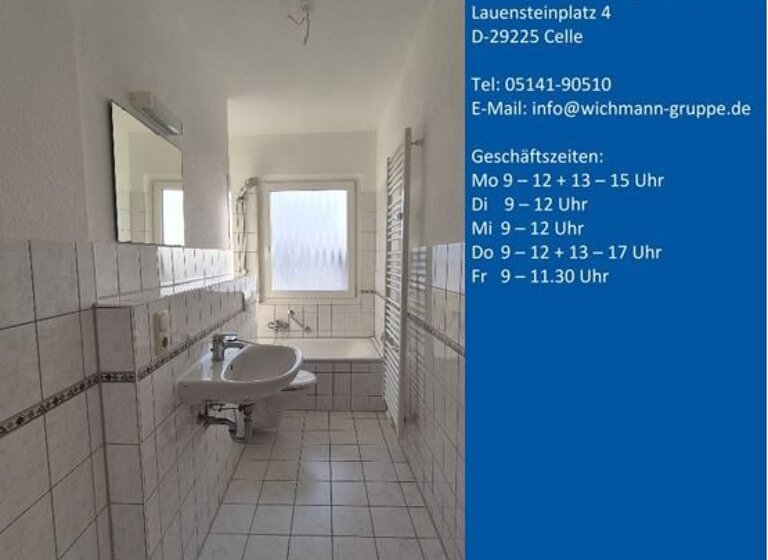 Lauensteinplatz 4
D-29225 Celle
Tel: 05141-90510
E-Mail: info@wichmann-gruppe.de
Geschäftszeiten:
Mo 9 – 12 + 13 – 15 Uhr
Di 9 – 12 Uhr
Mi 9 – 12 Uhr
Do 9 – 12 + 13 – 17 Uhr
Fr 9 – 11.30 Uhr